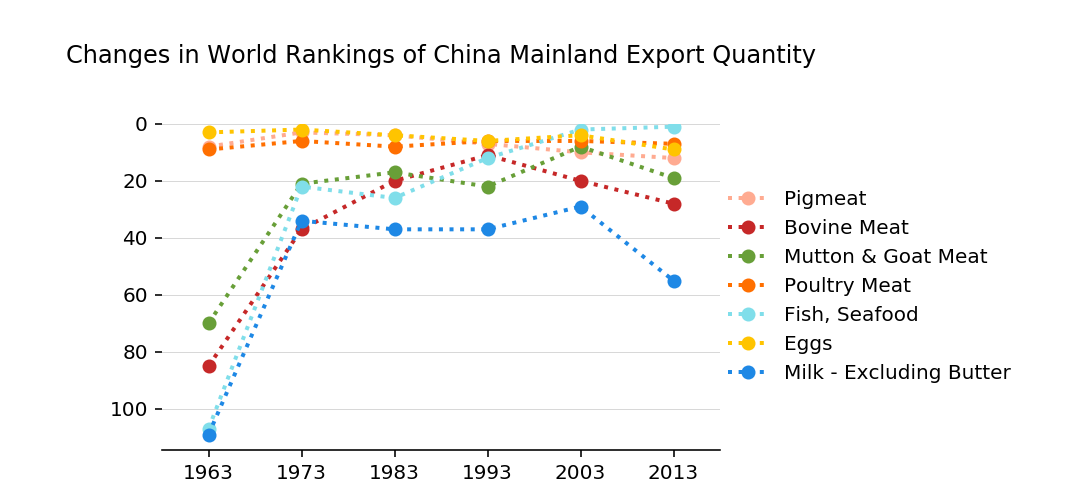 Changes in World Rankings of China Mainland Export Quantity
0
20
40
60
80
100
1963 1973 1983 1993 2003 2013
Pigmeat
Bovine Meat
Mutton & Goat Meat
Poultry Meat
Fish, Seafood
Eggs
Milk - Excluding Butter